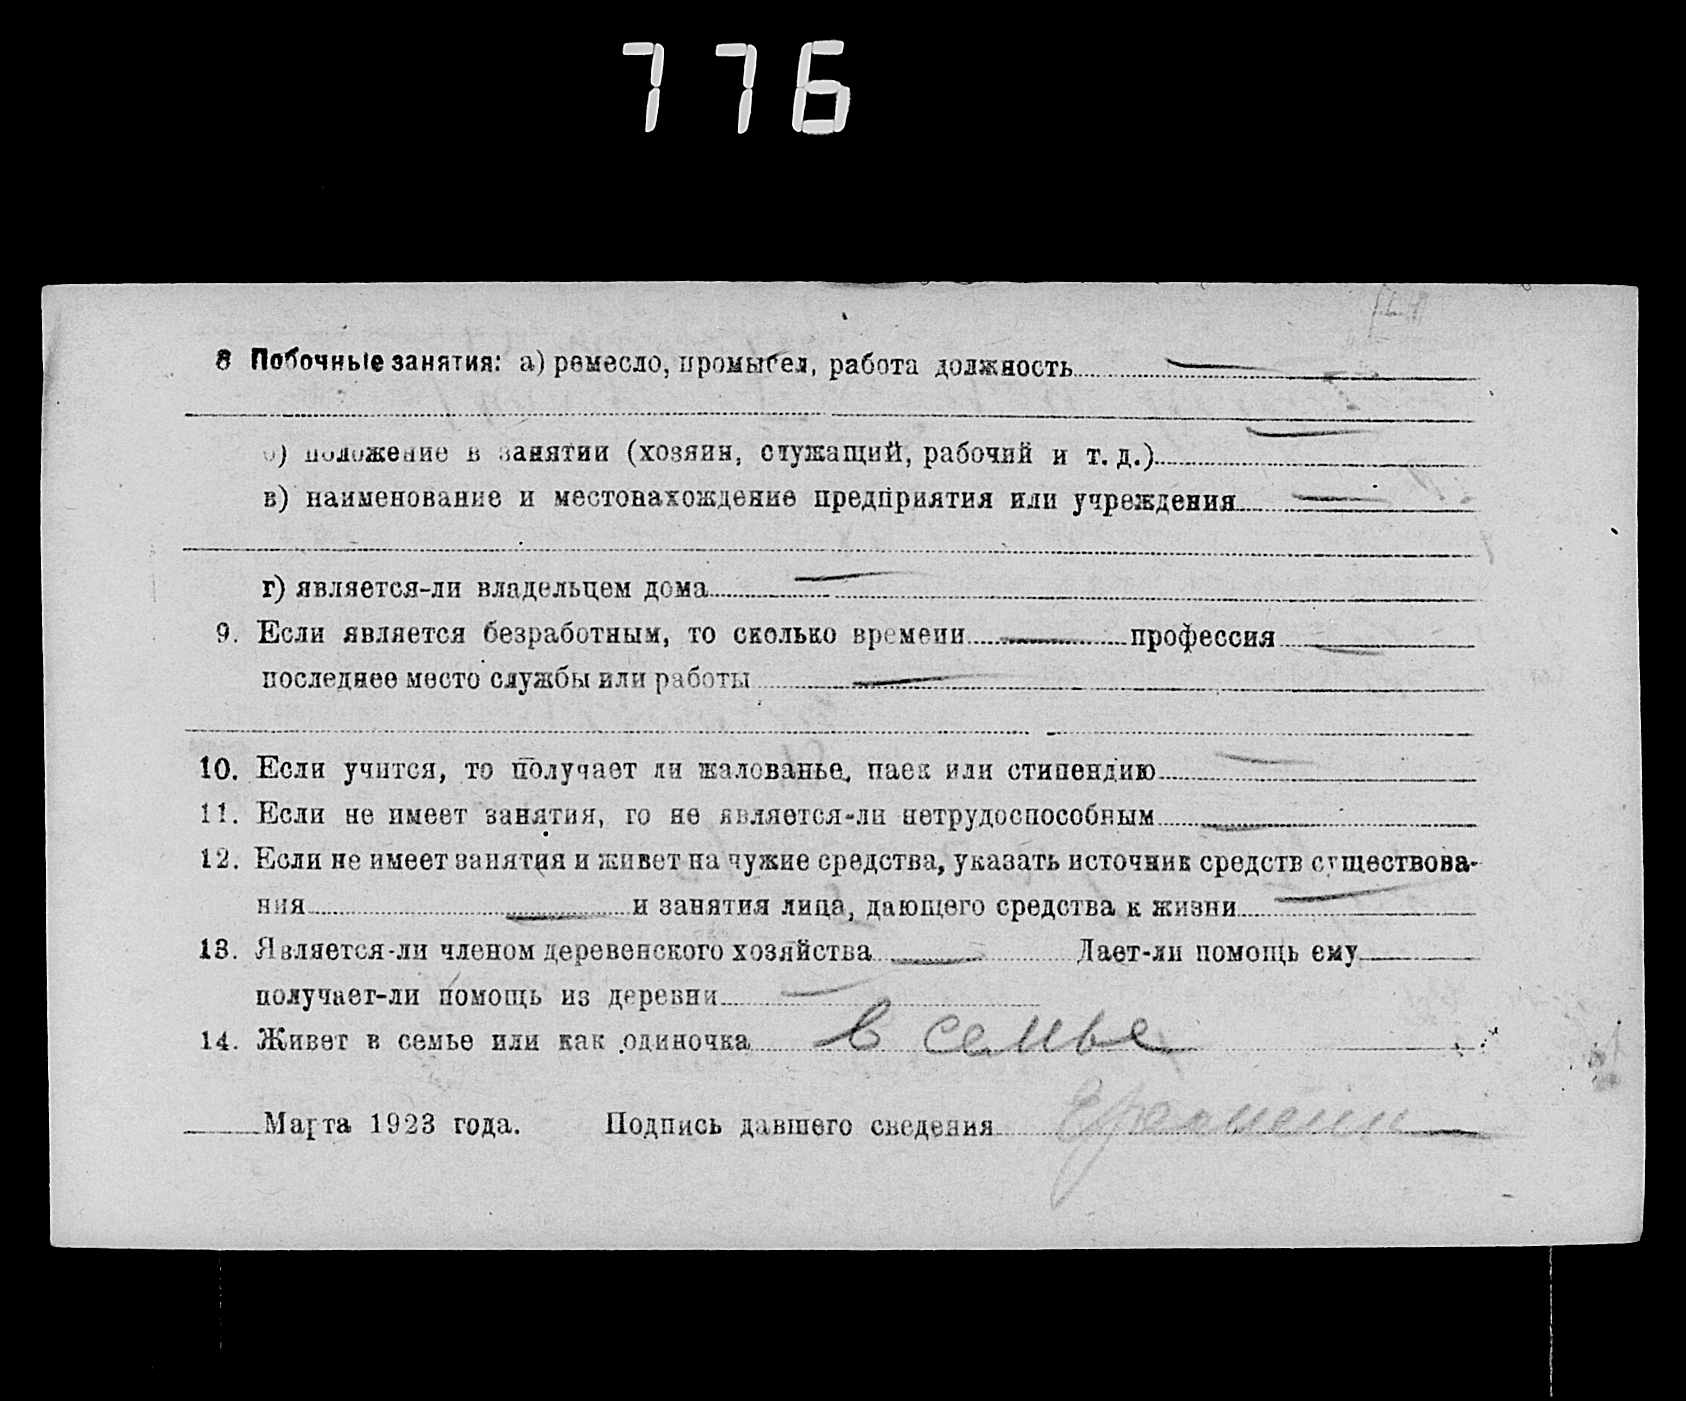 776
8 Побочные занятия: а) ремесло, промысел, работа должность
б) положение в занятии (хозяин, служащий, рабочий и т. д.)
в) наименование и местонахождение предприятия или учреждения
г) является-ли владельцем дома
9. Если является безработным, то сколько времени профессия
последнее место службы или работы
10. Если учится, то получает ли жалованье, паек или стипендию
11. Если не имеет занятия, то не является-ли нетрудоспособным
12. Если не имеет занятия и живет на чужие средства, указать источник средств существова-
ния и занятия лица, дающего средства к жизни
13. Является-ли членом деревенского хозяйства Дает-ли помощь ему
получает-ли помощь из деревни
14. Живет в семье или как одиночка в семье
Марта 1923 года. Подпись давшего сведения